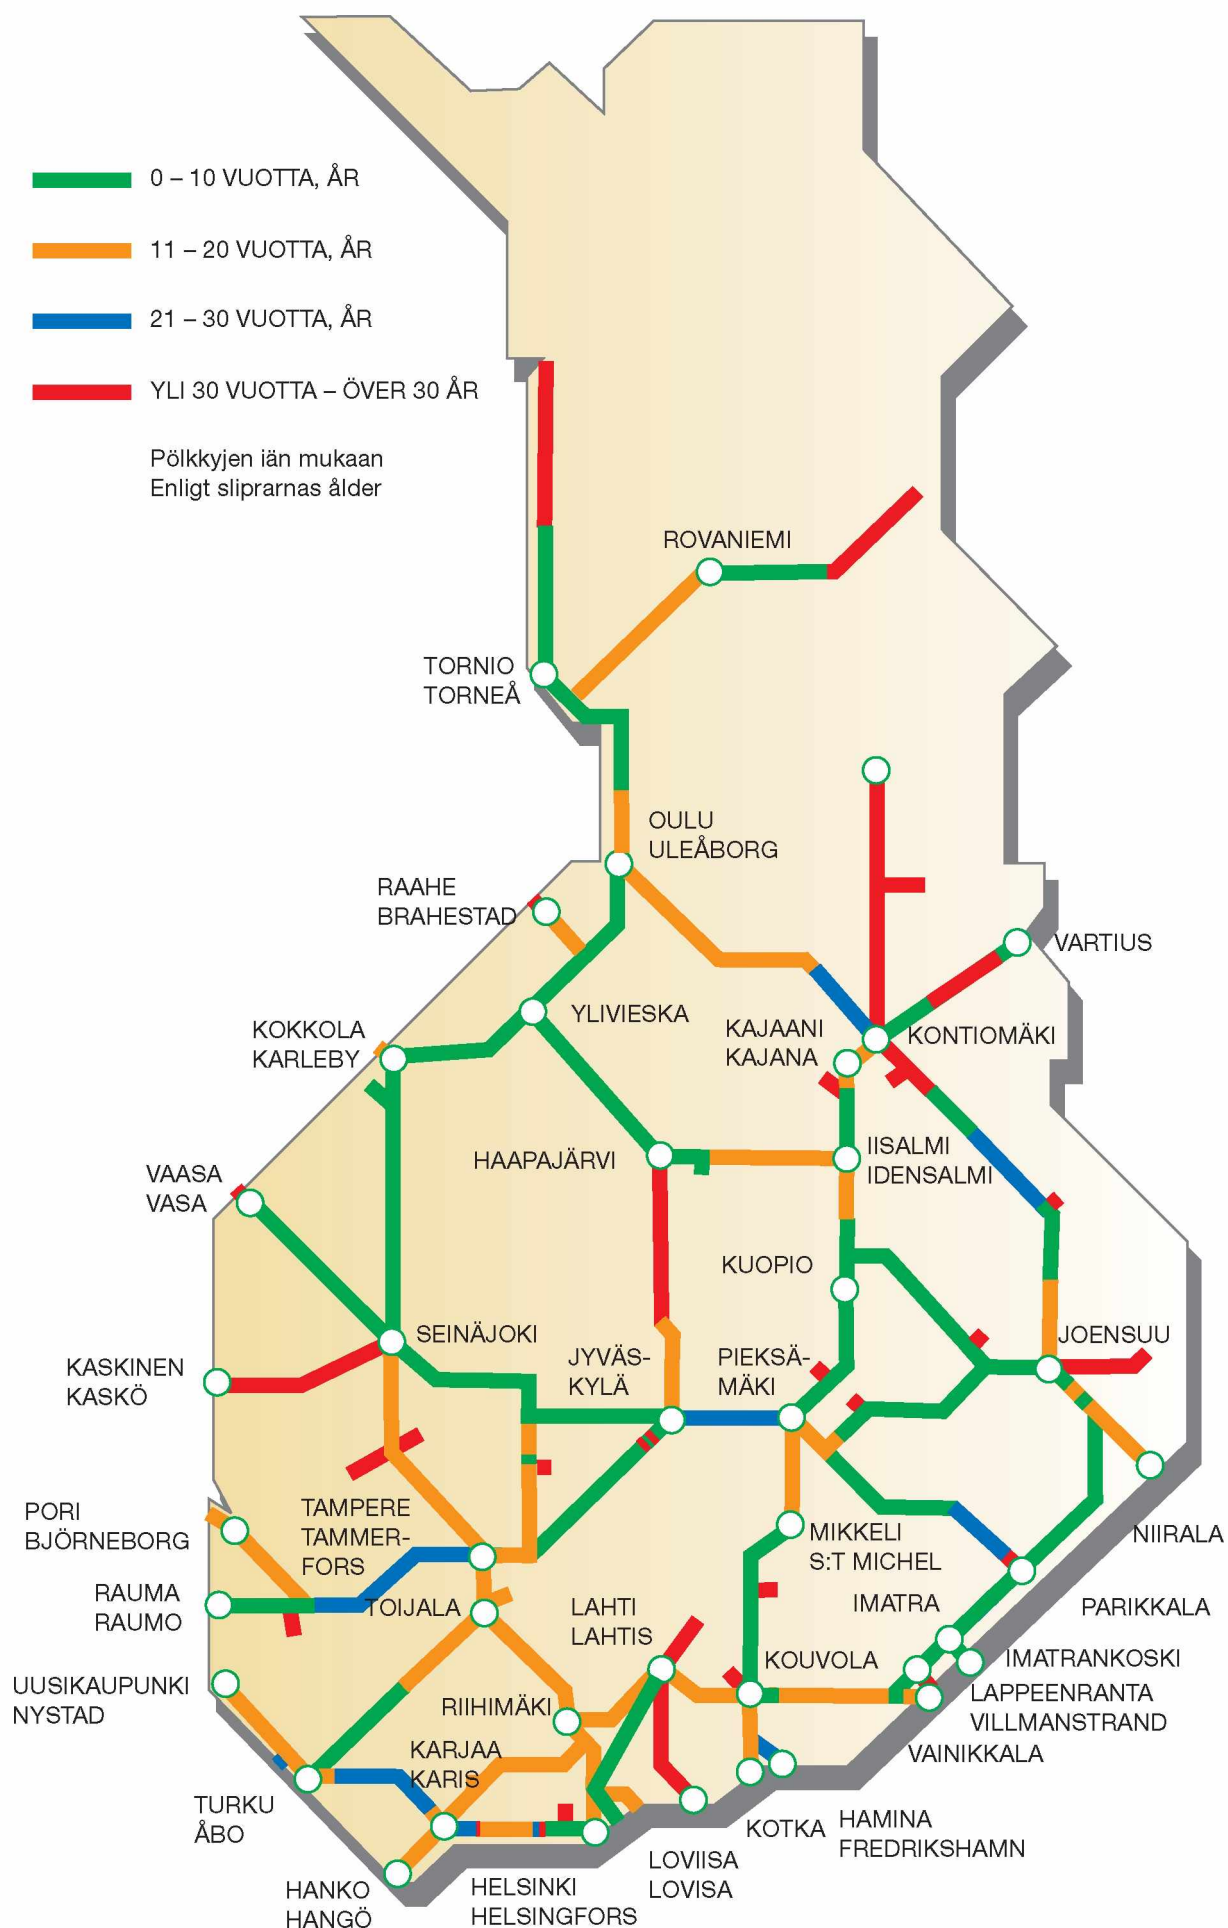 0 – 10 VUOTTA, ÅR
11 – 20 VUOTTA, ÅR
21 – 30 VUOTTA, ÅR
YLI 30 VUOTTA – ÖVER 30 ÅR
Pölkkyjen iän mukaan
Enligt sliprarnas ålder
ROVANIEMI
TORNIO
TORNEÅ
OULU
ULEÅBORG
RAAHE
BRAHESTAD
VARTIUS
YLIVIESKA
KOKKOLA
KARLEBY
KAJAANI
KAJANA
KONTIOMÄKI
HAAPAJÄRVI
IISALMI
IDENSALMI
VAASA
VASA
KUOPIO
SEINÄJOKI
JOENSUU
KASKINEN
KASKÖ
JYVÄS-
KYLÄ
PIEKSÄ-
MÄKI
PORI
BJÖRNEBORG
TAMPERE
TAMMER-
FORS
MIKKELI
S:T MICHEL
NIIRALA
RAUMA
RAUMO
TOIJALA
LAHTI
LAHTIS
IMATRA
PARIKKALA
UUSIKAUPUNKI
NYSTAD
RIIHIMÄKI
KOUVOLA
IMATRANKOSKI
LAPPEENRANTA
VILLMANSTRAND
KARJAA
KARIS
VAINIKKALA
TURKU
ÅBO
KOTKA
HAMINA
FREDRIKSHAMN
LOVIISA
LOVISA
HANKO
HANGÖ
HELSINKI
HELSINGFORS